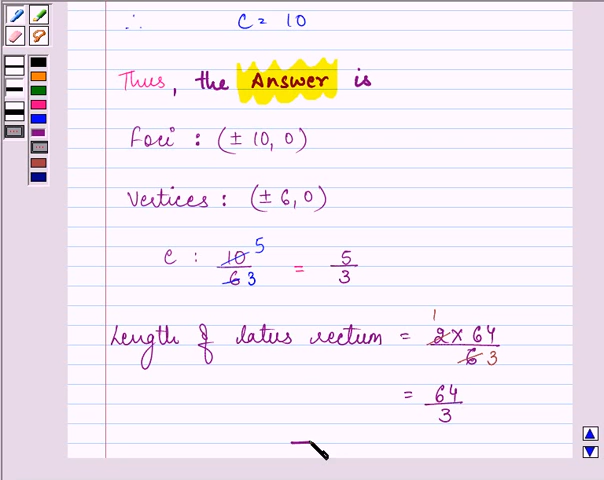 ∴ c = 10
Thus, the Answer is
foci : (± 10, 0)
Vertices : (± 6, 0)
e : 10/6 5/3 = 5/3
Length of latus rectum = 2 × 64 / 6 1 3
= 64/3